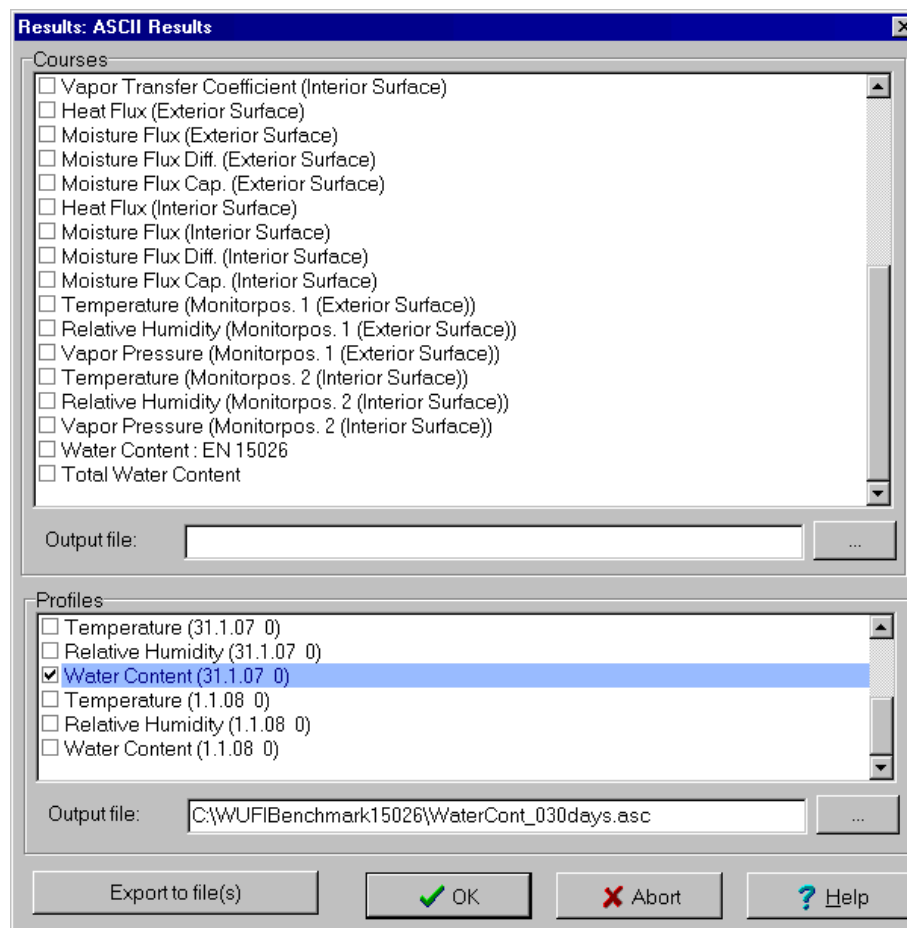 Results: ASCII Results
Courses
Vapor Transfer Coefficient (Interior Surface)
Heat Flux (Exterior Surface)
Moisture Flux (Exterior Surface)
Moisture Flux Diff. (Exterior Surface)
Moisture Flux Cap. (Exterior Surface)
Heat Flux (Interior Surface)
Moisture Flux (Interior Surface)
Moisture Flux Diff. (Interior Surface)
Moisture Flux Cap. (Interior Surface)
Temperature (Monitorpos. 1 (Exterior Surface))
Relative Humidity (Monitorpos. 1 (Exterior Surface))
Vapor Pressure (Monitorpos. 1 (Exterior Surface))
Temperature (Monitorpos. 2 (Interior Surface))
Relative Humidity (Monitorpos. 2 (Interior Surface))
Vapor Pressure (Monitorpos. 2 (Interior Surface))
Water Content : EN 15026
Total Water Content
Output file:
...
Profiles
Temperature (31.1.07 0)
Relative Humidity (31.1.07 0)
Water Content (31.1.07 0)
Temperature (1.1.08 0)
Relative Humidity (1.1.08 0)
Water Content (1.1.08 0)
Output file: C:\WUFIBenchmark15026\WaterCont_030days.asc ...
Export to file(s) OK Abort ? Help